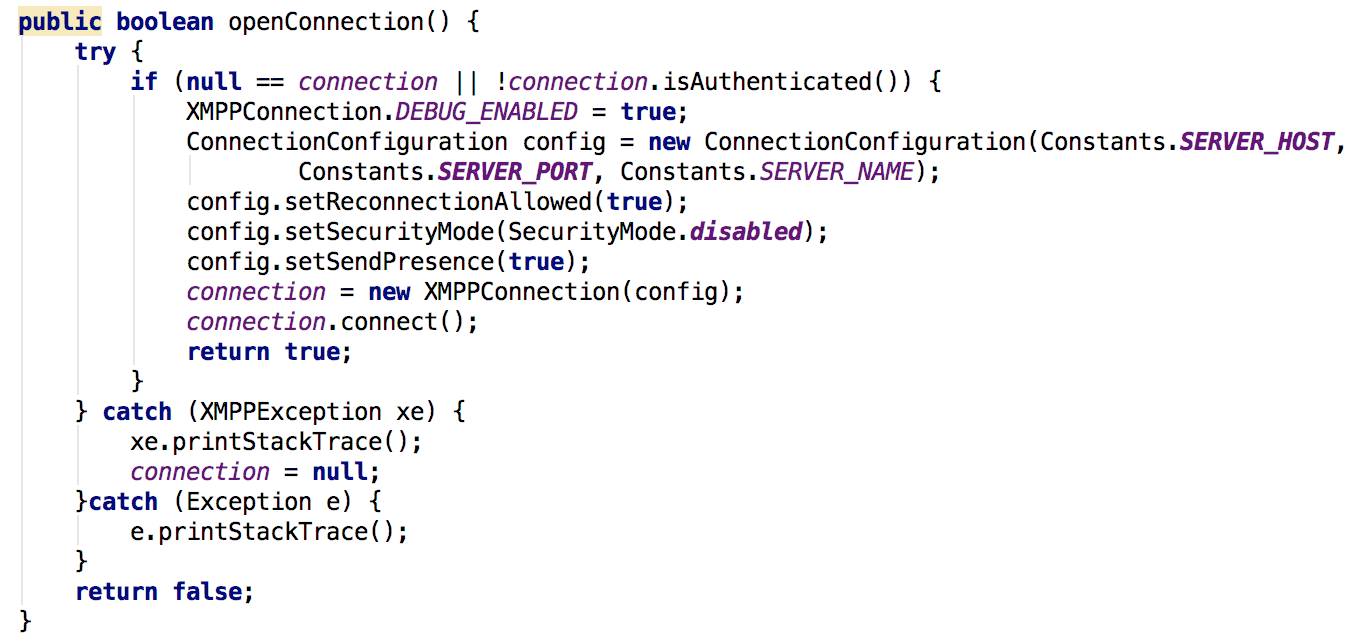 public boolean openConnection() {
    try {
        if (null == connection || !connection.isAuthenticated()) {
            XMPPConnection.DEBUG_ENABLED = true;
            ConnectionConfiguration config = new ConnectionConfiguration(Constants.SERVER_HOST,
                    Constants.SERVER_PORT, Constants.SERVER_NAME);
            config.setReconnectionAllowed(true);
            config.setSecurityMode(SecurityMode.disabled);
            config.setSendPresence(true);
            connection = new XMPPConnection(config);
            connection.connect();
            return true;
        }
    } catch (XMPPException xe) {
        xe.printStackTrace();
        connection = null;
    }catch (Exception e) {
        e.printStackTrace();
    }
    return false;
}